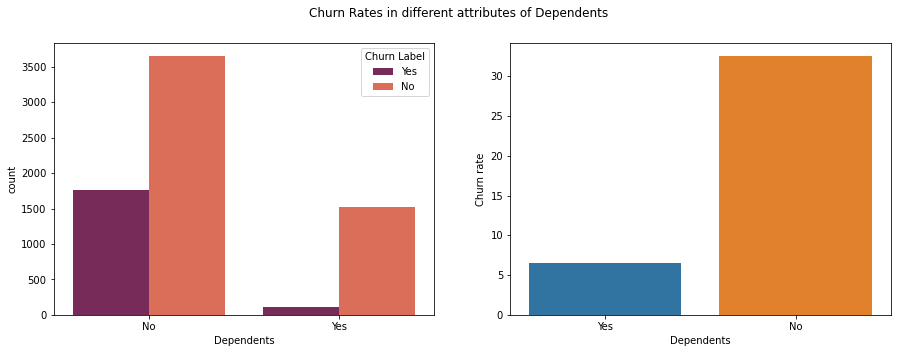 Churn Rates in different attributes of Dependents
3500
3000
2500
2000
1500
1000
500
0
count
No
Yes
Dependents
Churn Label
Yes
No
30
25
20
15
10
5
0
Churn rate
Yes
No
Dependents